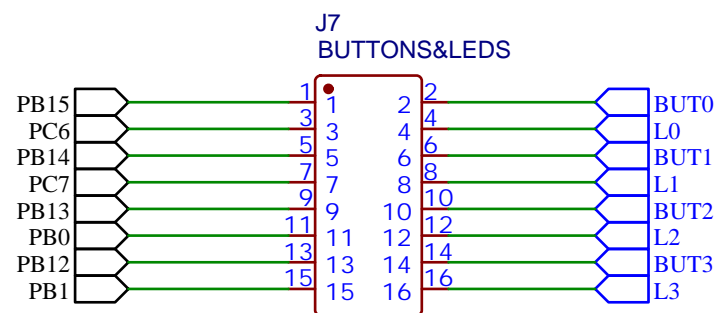 J7
BUTTONS&LEDS
PB15 1 1 2 2 BUT0
PC6 3 3 4 4 L0
PB14 5 5 6 6 BUT1
PC7 7 7 8 8 L1
PB13 9 9 10 10 BUT2
PB0 11 11 12 12 L2
PB12 13 13 14 14 BUT3
PB1 15 15 16 16 L3